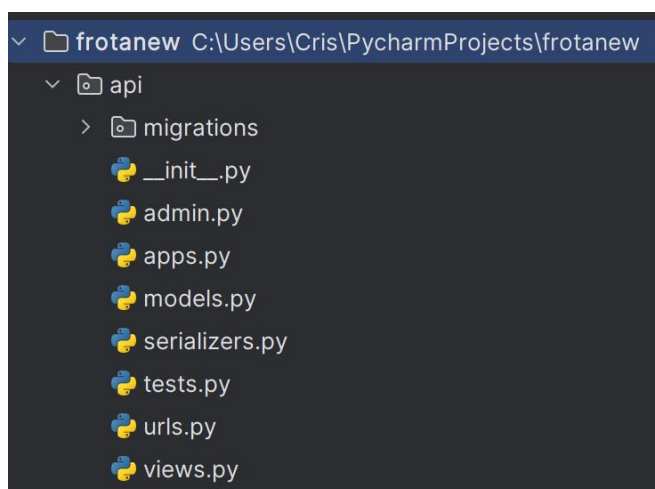 frotanew C:\Users\Cris\PycharmProjects\frotanew
api
migrations
__init__.py
admin.py
apps.py
models.py
serializers.py
tests.py
urls.py
views.py